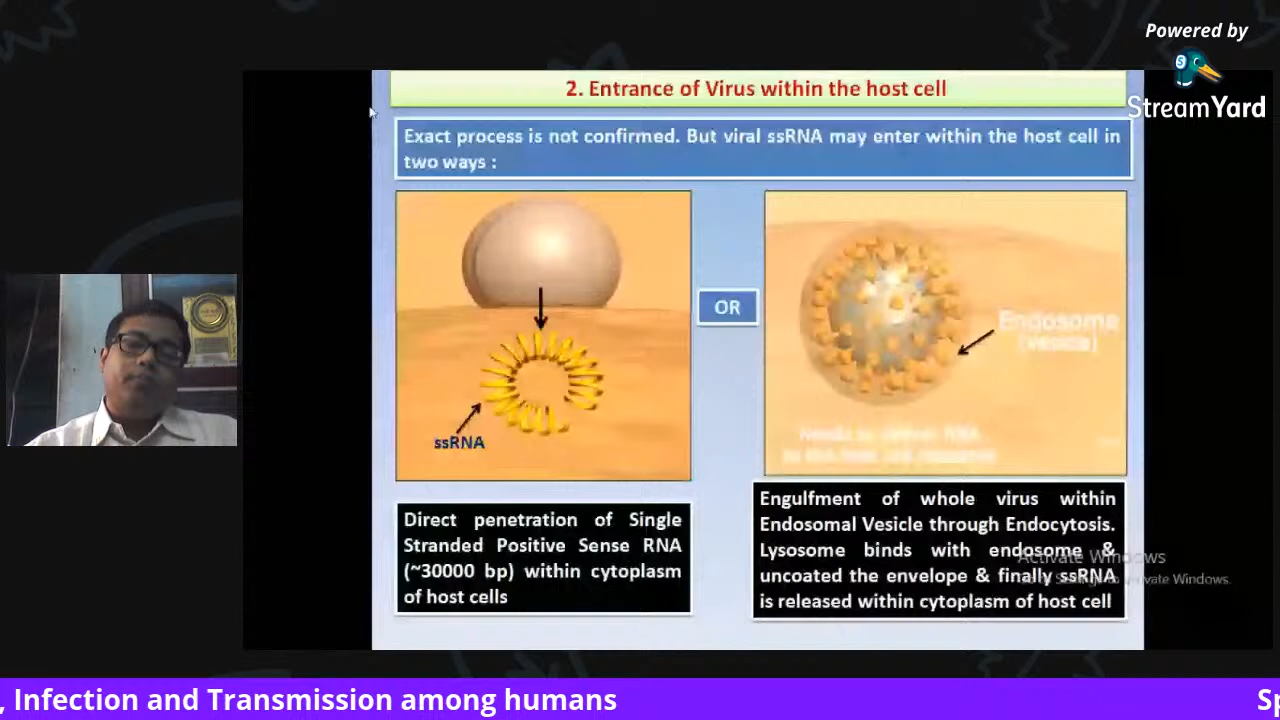 Powered by
StreamYard
2. Entrance of Virus within the host cell
Exact process is not confirmed. But viral ssRNA may enter within the host cell in
two ways :
ssRNA
OR
Endosome
(vesicle)
Direct penetration of Single
Stranded Positive Sense RNA
(~30000 bp) within cytoplasm
of host cells
Engulfment of whole virus within
Endosomal Vesicle through Endocytosis.
Lysosome binds with endosome &
uncoated the envelope & finally ssRNA
is released within cytoplasm of host cell
Activate Windows
, Infection and Transmission among humans
Sp